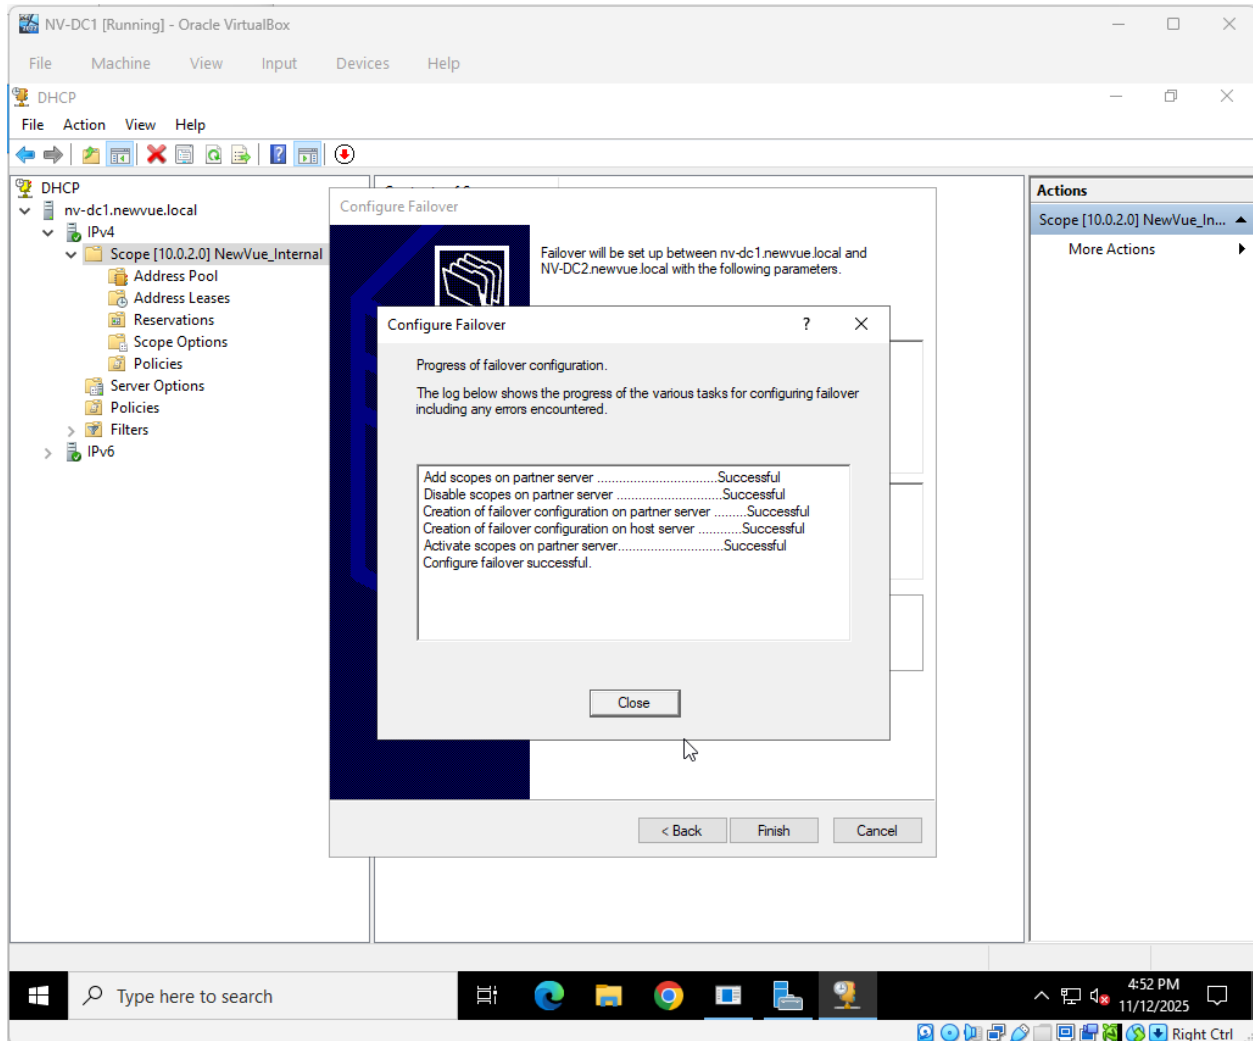 NV-DC1 [Running] - Oracle VirtualBox
File Machine View Input Devices Help
DHCP
File Action View Help
DHCP
nv-dc1.newvue.local
IPv4
Scope [10.0.2.0] NewVue_Internal
Address Pool
Address Leases
Reservations
Scope Options
Policies
Server Options
Policies
Filters
IPv6
Configure Failover
Failover will be set up between nv-dc1.newvue.local and
NV-DC2.newvue.local with the following parameters.
Configure Failover
Progress of failover configuration.
The log below shows the progress of the various tasks for configuring failover
including any errors encountered.
Add scopes on partner server ................................Successful
Disable scopes on partner server ............................Successful
Creation of failover configuration on partner server .........Successful
Creation of failover configuration on host server ............Successful
Activate scopes on partner server............................Successful
Configure failover successful.
Close
< Back Finish Cancel
Actions
Scope [10.0.2.0] NewVue_In...
More Actions
Type here to search
4:52 PM
11/12/2025
Right Ctrl